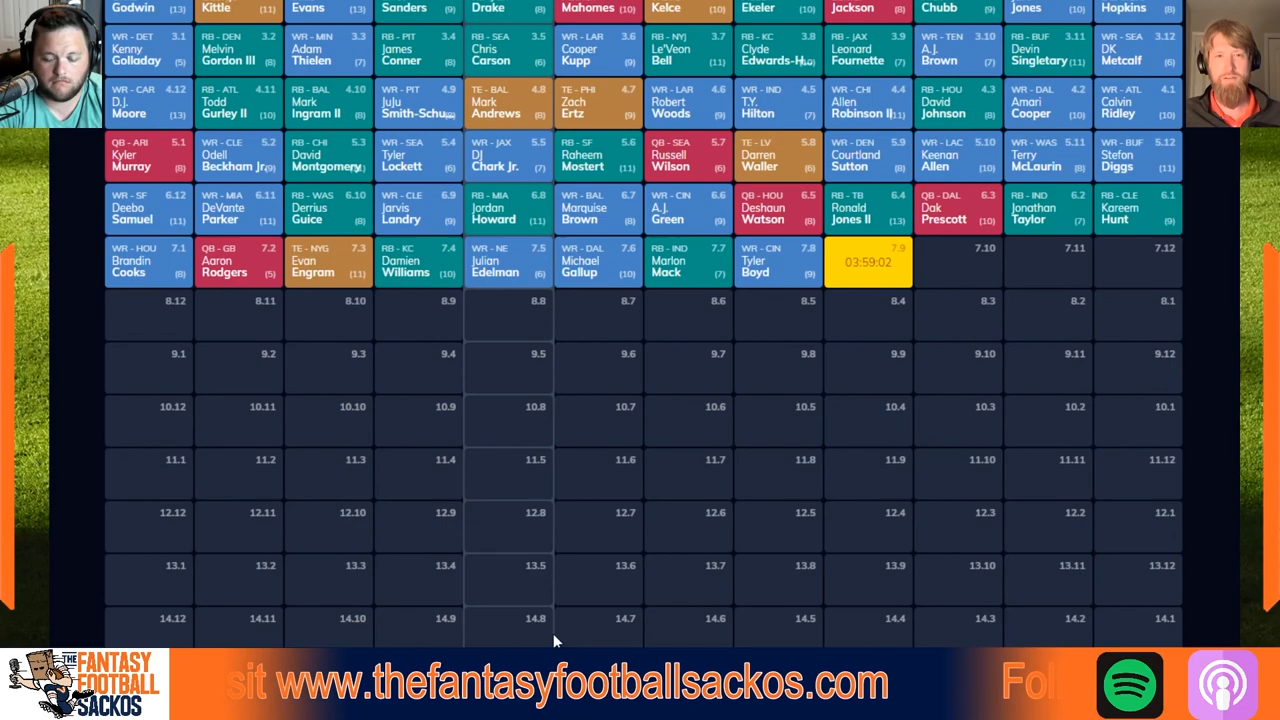 Godwin (13) Kittle (11) Evans (13) Sanders (9) Drake (8) Mahomes (10) Kelce (10) Ekeler (10) Jackson (8) Chubb (9) Jones (10) Hopkins (8)
WR - DET 3.1 RB - DEN 3.2 WR - MIN 3.3 RB - PIT 3.4 RB - SEA 3.5 WR - LAR 3.6 RB - NYJ 3.7 RB - KC 3.8 RB - JAX 3.9 WR - TEN 3.10 RB - BUF 3.11 WR - SEA 3.12
Kenny Melvin Adam James Chris Cooper Le'Veon Clyde Leonard A.J. Devin DK
Golladay (5) Gordon III (8) Thielen (7) Conner (8) Carson (6) Kupp (9) Bell (11) Edwards-H... Fournette (7) Brown (7) Singletary (11) Metcalf (6)
WR - CAR 4.12 RB - ATL 4.11 RB - BAL 4.10 WR - PIT 4.9 TE - BAL 4.8 TE - PHI 4.7 WR - LAR 4.6 WR - IND 4.5 WR - CHI 4.4 RB - HOU 4.3 WR - DAL 4.2 WR - ATL 4.1
D.J. Todd Mark JuJu Mark Zach Robert T.Y. Allen David Amari Calvin
Moore (13) Gurley II (10) Ingram II (8) Smith-Schu... Andrews (8) Ertz (9) Woods (9) Hilton (7) Robinson II (11) Johnson (8) Cooper (10) Ridley (10)
QB - ARI 5.1 WR - CLE 5.2 RB - CHI 5.3 WR - SEA 5.4 WR - JAX 5.5 RB - SF 5.6 QB - SEA 5.7 TE - LV 5.8 WR - DEN 5.9 WR - LAC 5.10 WR - WAS 5.11 WR - BUF 5.12
Kyler Odell David Tyler DJ Raheem Russell Darren Courtland Keenan Terry Stefon
Murray (8) Beckham Jr. (9) Montgomery Lockett (6) Chark Jr. (7) Mostert (11) Wilson (6) Waller (6) Sutton (8) Allen (10) McLaurin (8) Diggs (11)
WR - SF 6.12 WR - MIA 6.11 RB - WAS 6.10 WR - CLE 6.9 RB - MIA 6.8 WR - BAL 6.7 WR - CIN 6.6 QB - HOU 6.5 RB - TB 6.4 QB - DAL 6.3 RB - IND 6.2 RB - CLE 6.1
Deebo DeVante Derrius Jarvis Jordan Marquise A.J. Deshaun Ronald Dak Jonathan Kareem
Samuel (11) Parker (11) Guice (8) Landry (9) Howard (11) Brown (8) Green (9) Watson (8) Jones II (13) Prescott (10) Taylor (7) Hunt (9)
WR - HOU 7.1 QB - GB 7.2 TE - NYG 7.3 RB - KC 7.4 WR - NE 7.5 WR - DAL 7.6 RB - IND 7.7 WR - CIN 7.8 7.9 7.10 7.11 7.12
Brandin Aaron Evan Damien Julian Michael Marlon Tyler 03:59:02
Cooks (8) Rodgers (5) Engram (11) Williams (10) Edelman (6) Gallup (10) Mack (7) Boyd (9)
8.12 8.11 8.10 8.9 8.8 8.7 8.6 8.5 8.4 8.3 8.2 8.1
9.1 9.2 9.3 9.4 9.5 9.6 9.7 9.8 9.9 9.10 9.11 9.12
10.12 10.11 10.10 10.9 10.8 10.7 10.6 10.5 10.4 10.3 10.2 10.1
11.1 11.2 11.3 11.4 11.5 11.6 11.7 11.8 11.9 11.10 11.11 11.12
12.12 12.11 12.10 12.9 12.8 12.7 12.6 12.5 12.4 12.3 12.2 12.1
13.1 13.2 13.3 13.4 13.5 13.6 13.7 13.8 13.9 13.10 13.11 13.12
14.12 14.11 14.10 14.9 14.8 14.7 14.6 14.5 14.4 14.3 14.2 14.1
THE FANTASY
FOOTBALL
SACKOS
sit www.thefantasyfootballsackos.com Fol